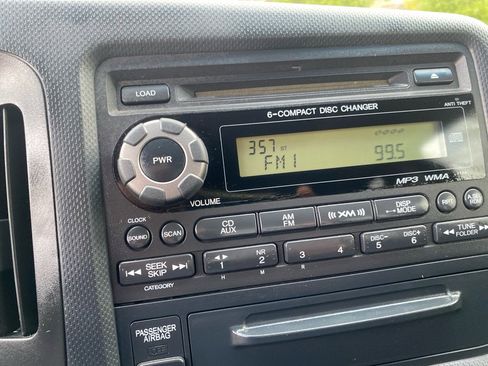 LOAD
6-COMPACT DISC CHANGER
ANTI THEFT
357 ST
FM1 99.5
PWR
MP3 WMA
VOLUME
CLOCK
SOUND SCAN
CD AUX
AM FM
XM
DISP MODE
RPT
SEEK SKIP
CATEGORY
1 NR 2 3 4 DISC- 5 DISC+ 6
H M R
TUNE FOLDER
PASSENGER
AIRBAG
OFF